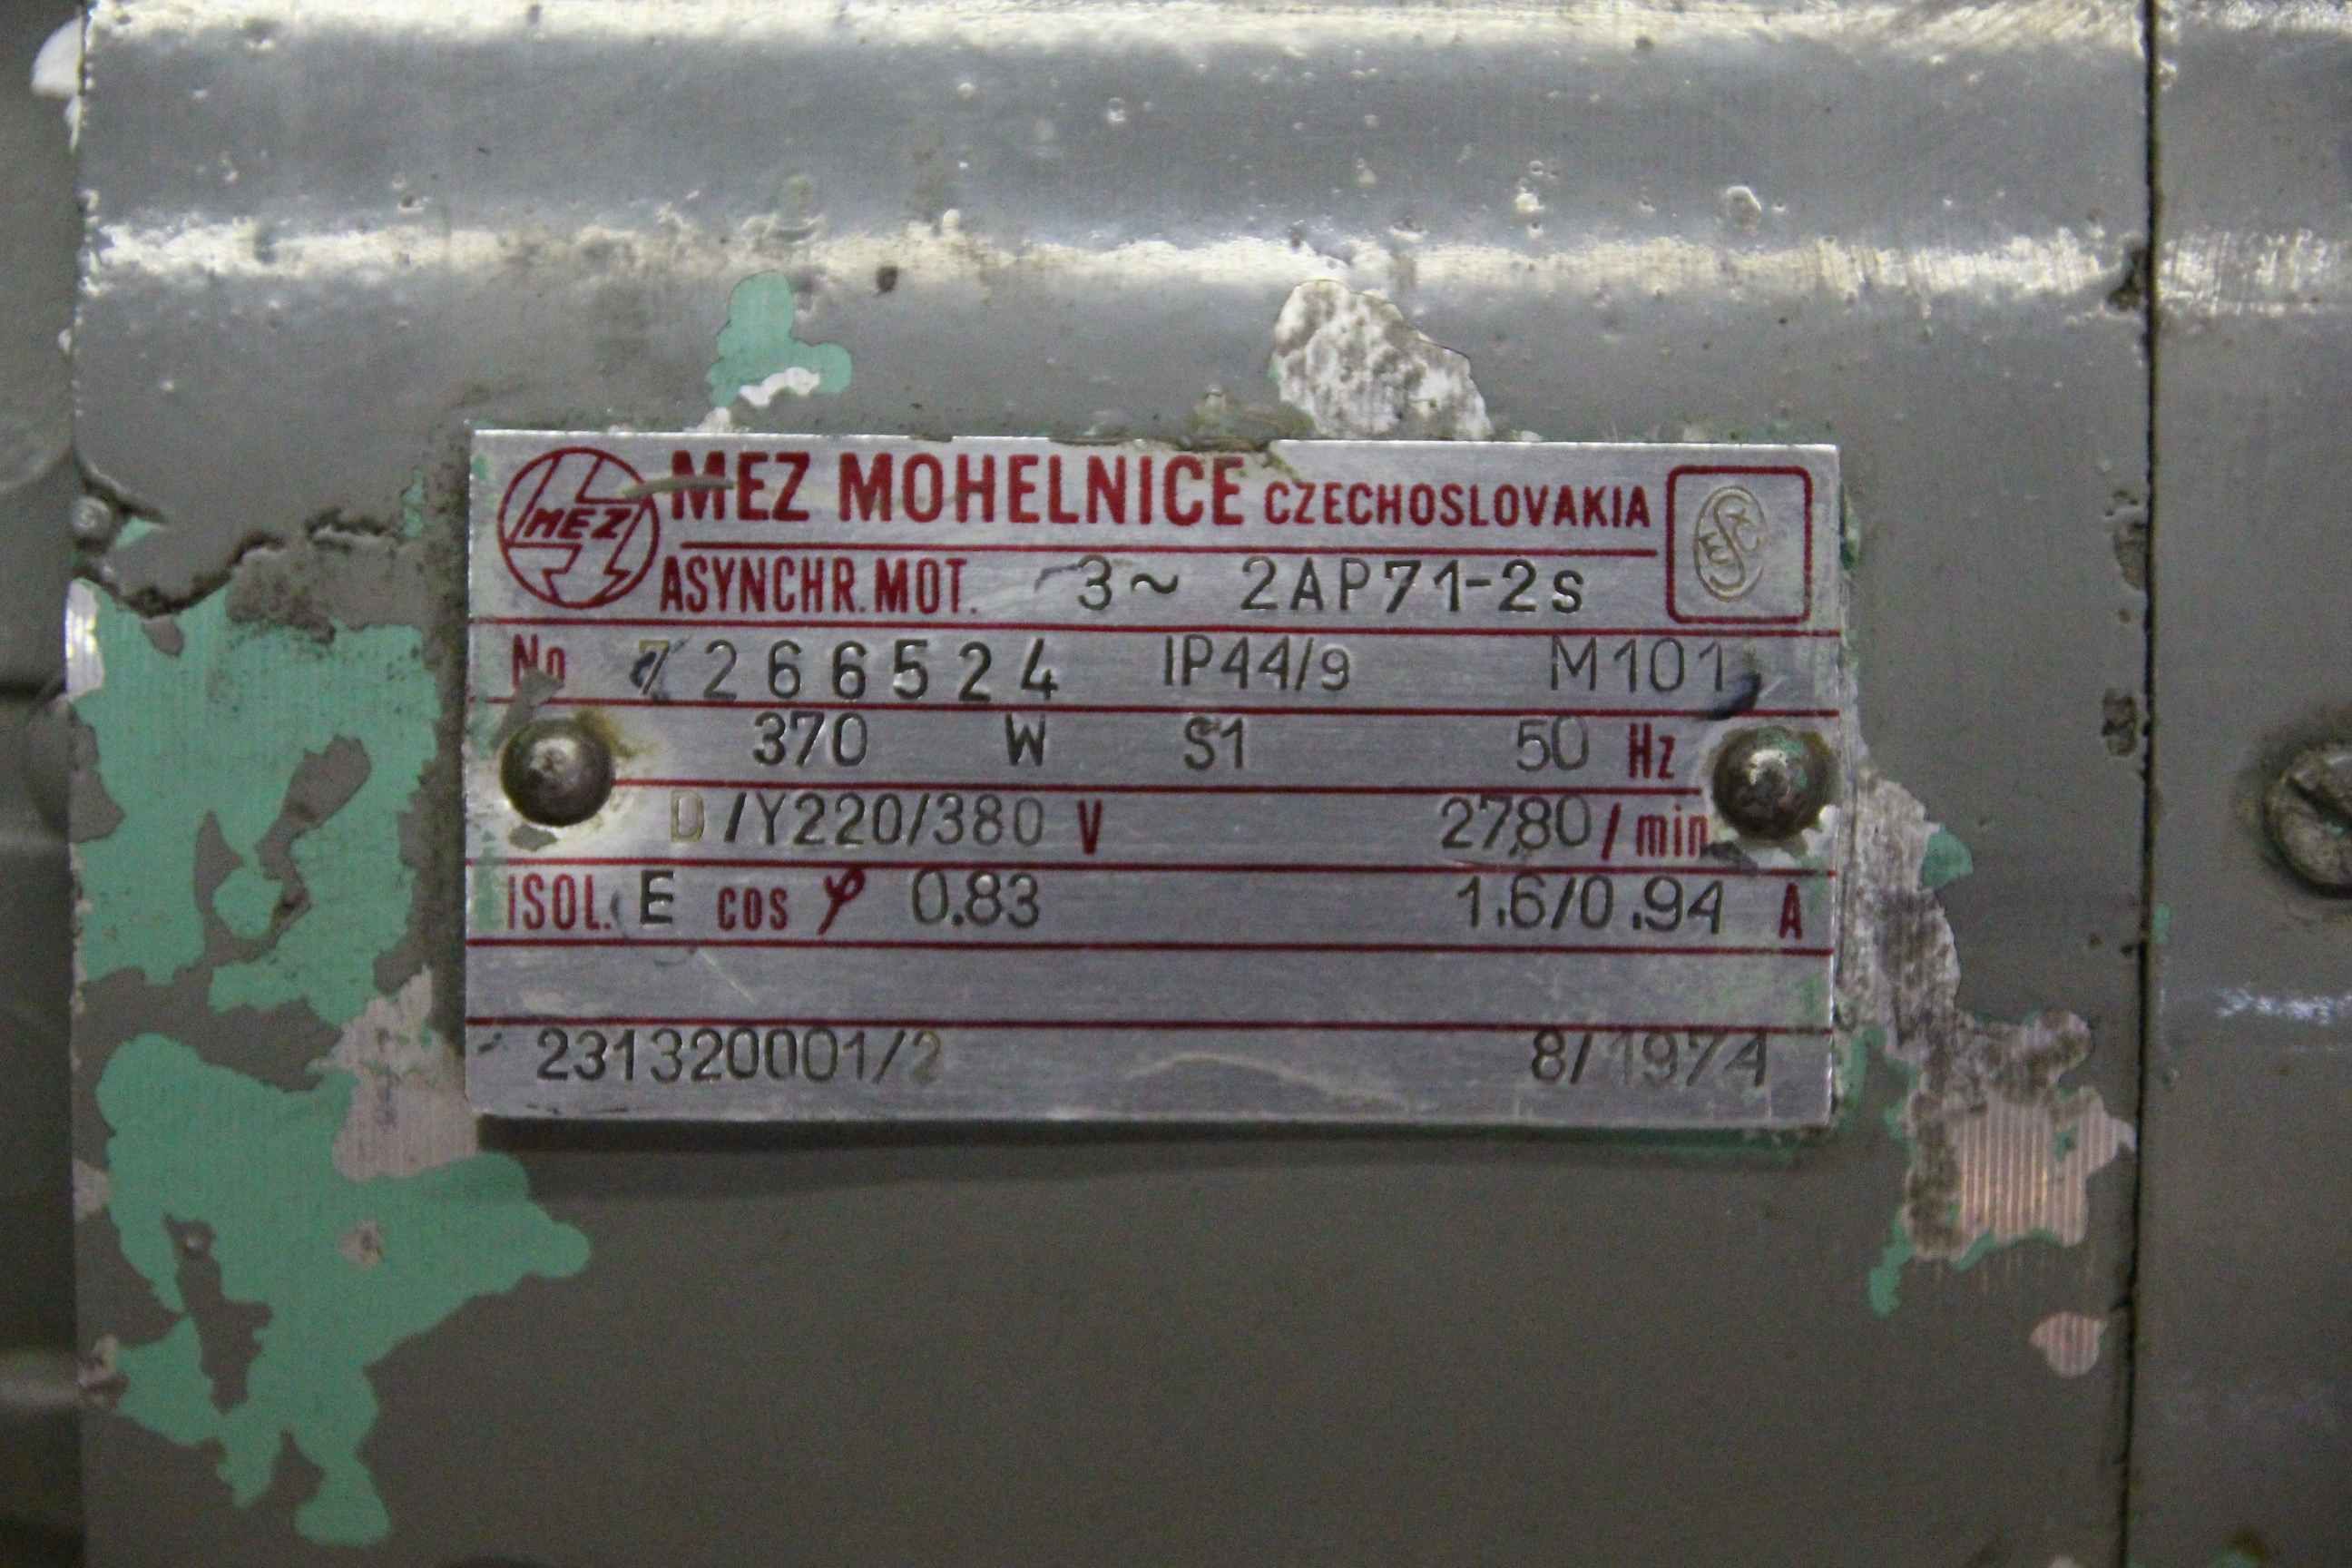 MEZ MEZ MOHELNICE CZECHOSLOVAKIA ESC
ASYNCHR. MOT. 3~ 2AP71-2s
No 7266524 IP44/9 M101
370 W S1 50 Hz
D/Y220/380 V 2780/min
ISOL. E cos φ 0.83 1.6/0.94 A
231320001/2 8/1974